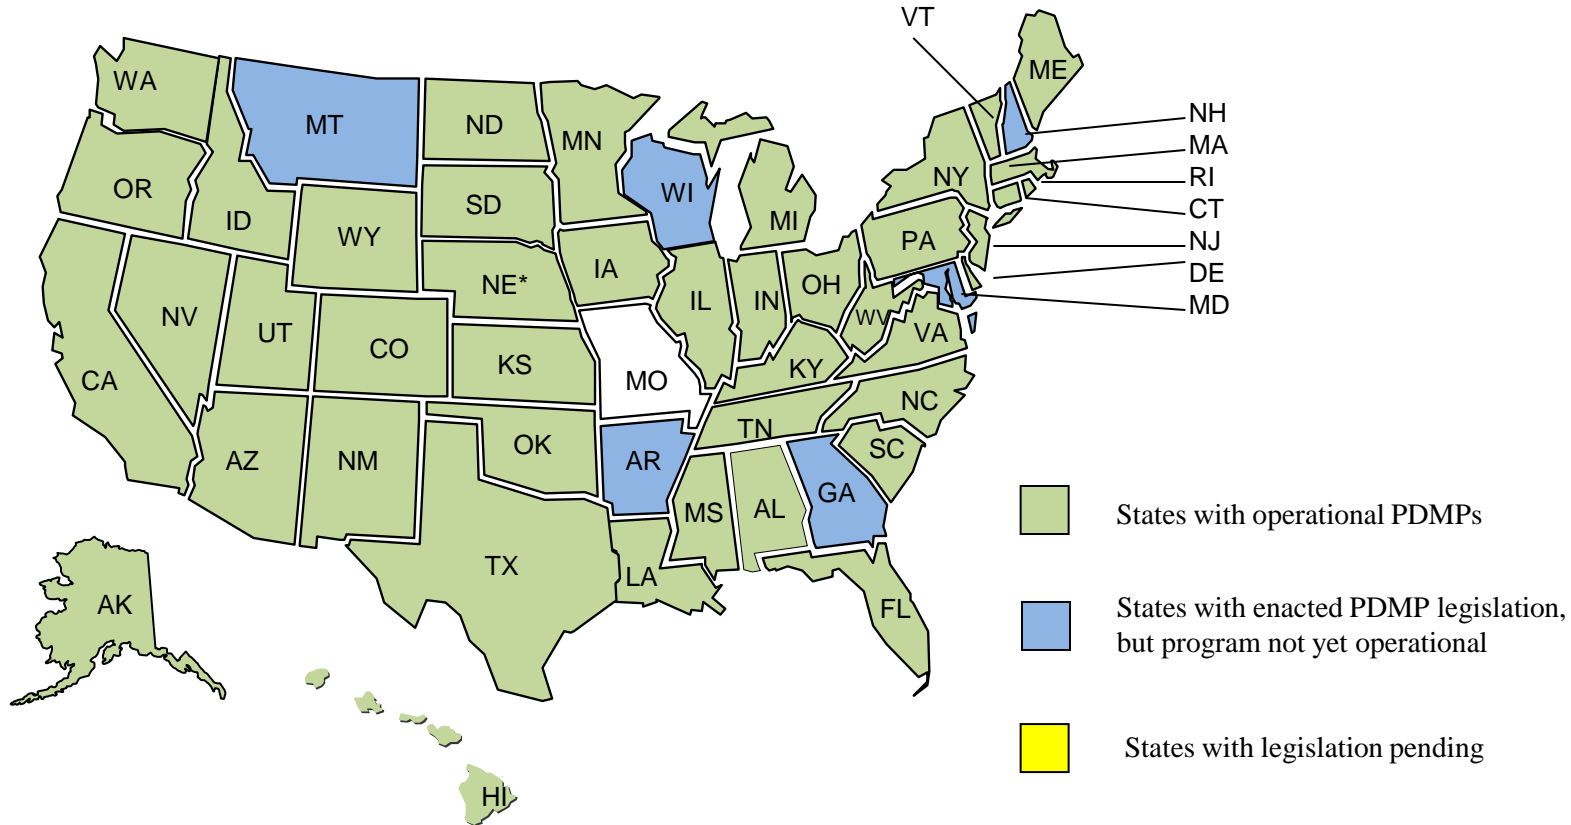 VT
ME
WA
MT
ND
MN
NH
MA
RI
CT
NJ
DE
MD
OR
ID
WY
SD
WI
MI
NY
PA
NE*
IA
IL
IN
OH
WV
VA
NV
UT
CO
KS
MO
KY
CA
NC
TN
SC
AZ
NM
OK
AR
GA
MS
AL
TX
LA
FL
AK
HI
States with operational PDMPs
States with enacted PDMP legislation,
but program not yet operational
States with legislation pending